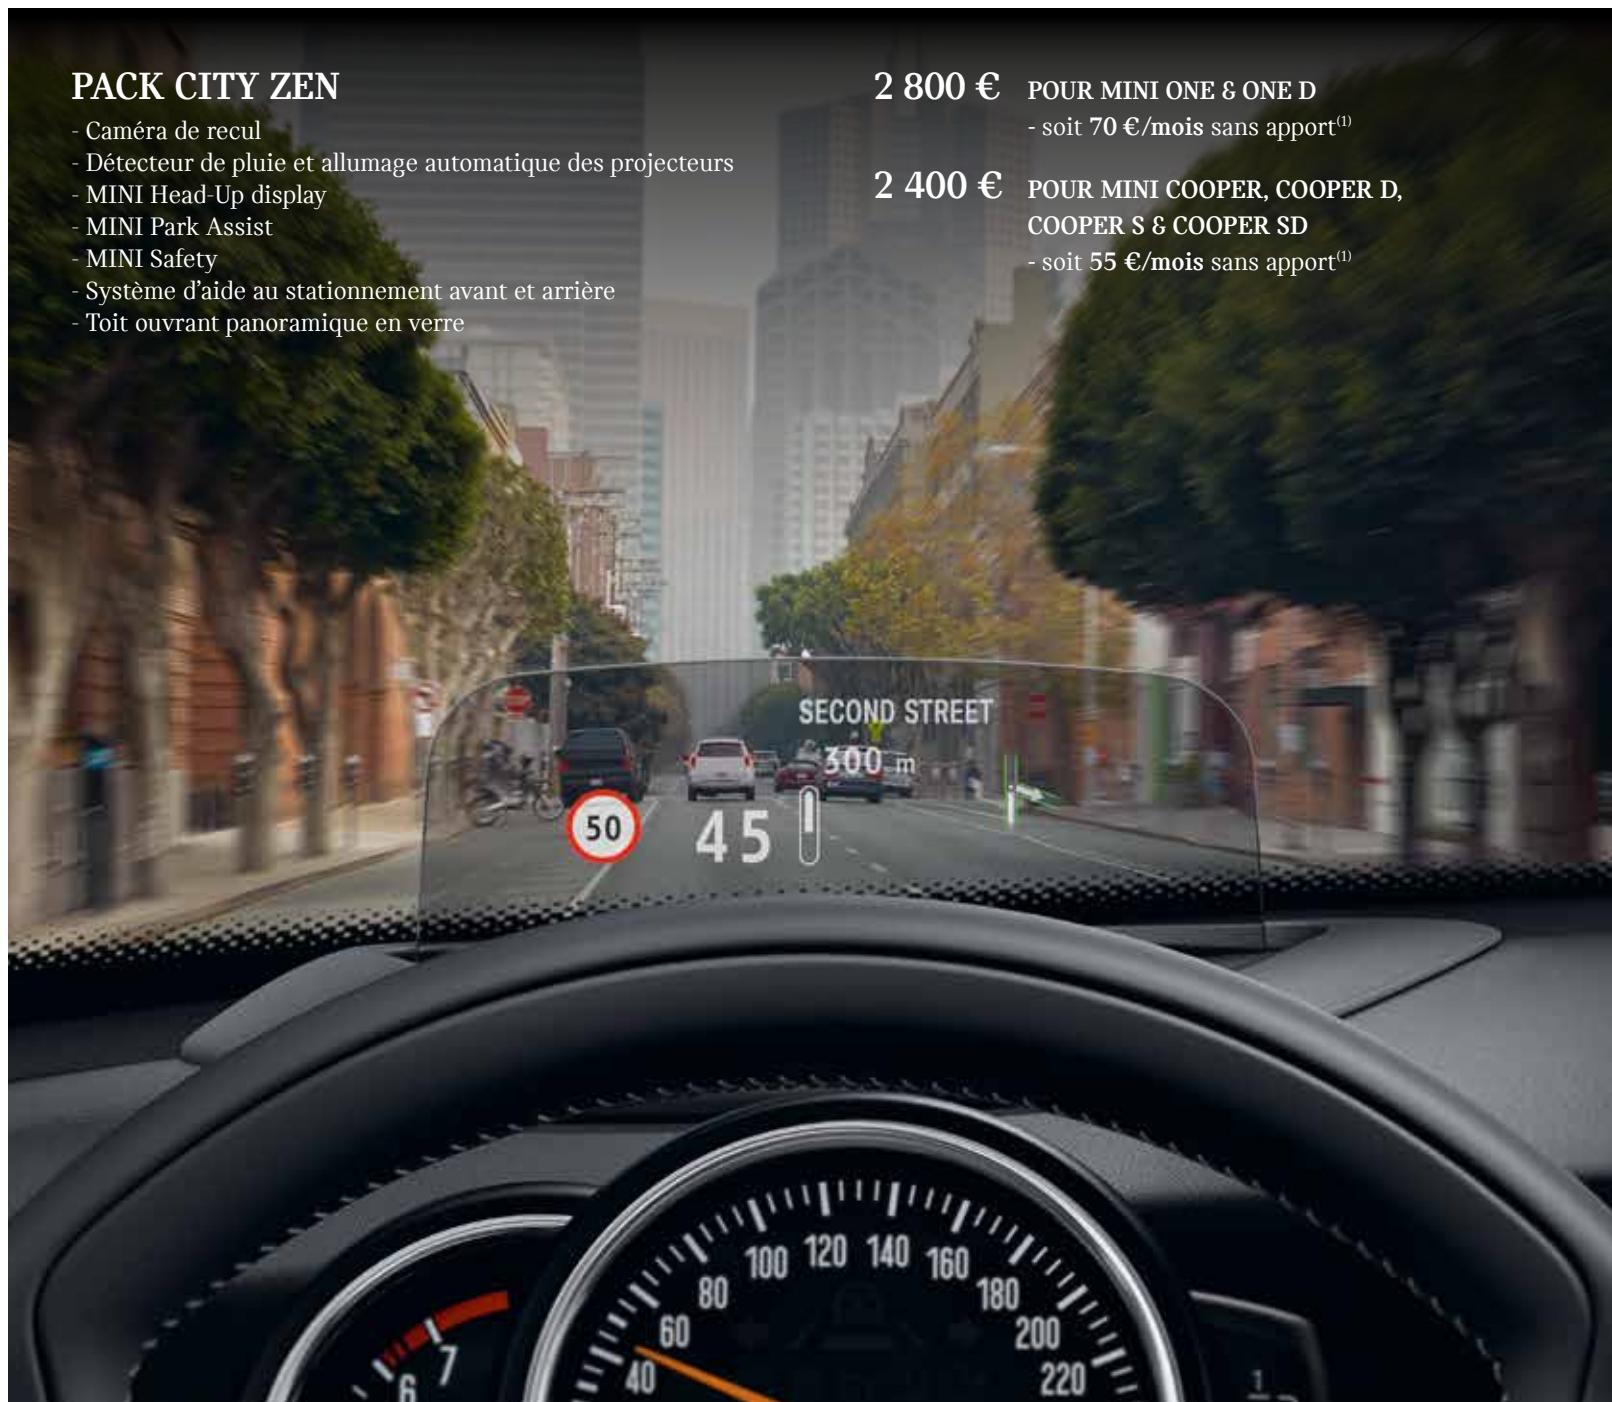 PACK CITY ZEN
- Caméra de recul
- Détecteur de pluie et allumage automatique des projecteurs
- MINI Head-Up display
- MINI Park Assist
- MINI Safety
- Système d'aide au stationnement avant et arrière
- Toit ouvrant panoramique en verre
2 800 € POUR MINI ONE & ONE D
- soit 70 €/mois sans apport(1)
2 400 € POUR MINI COOPER, COOPER D,
COOPER S & COOPER SD
- soit 55 €/mois sans apport(1)
SECOND STREET
300 m
50 45
100 120 140 160
80 180
60 200
40 220
7
6
1